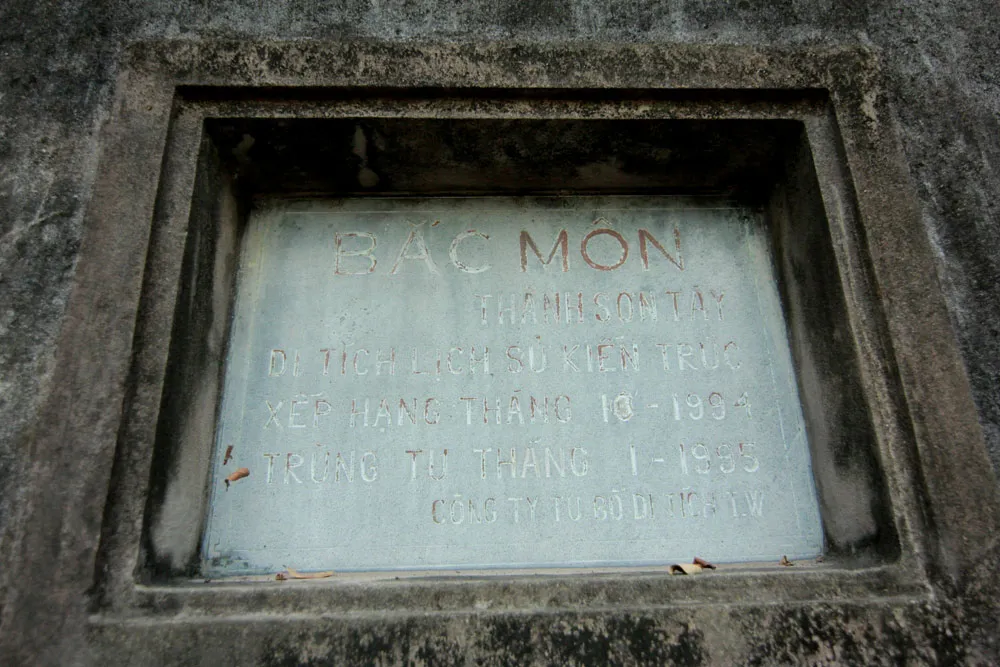 BẮC MÔN
THÀNH SƠN TÂY
DI TÍCH LỊCH SỬ KIẾN TRÚC
XẾP HẠNG THÁNG 10 - 1994
TRÙNG TU THÁNG 1 - 1995
CÔNG TY TU BỔ DI TÍCH T.W